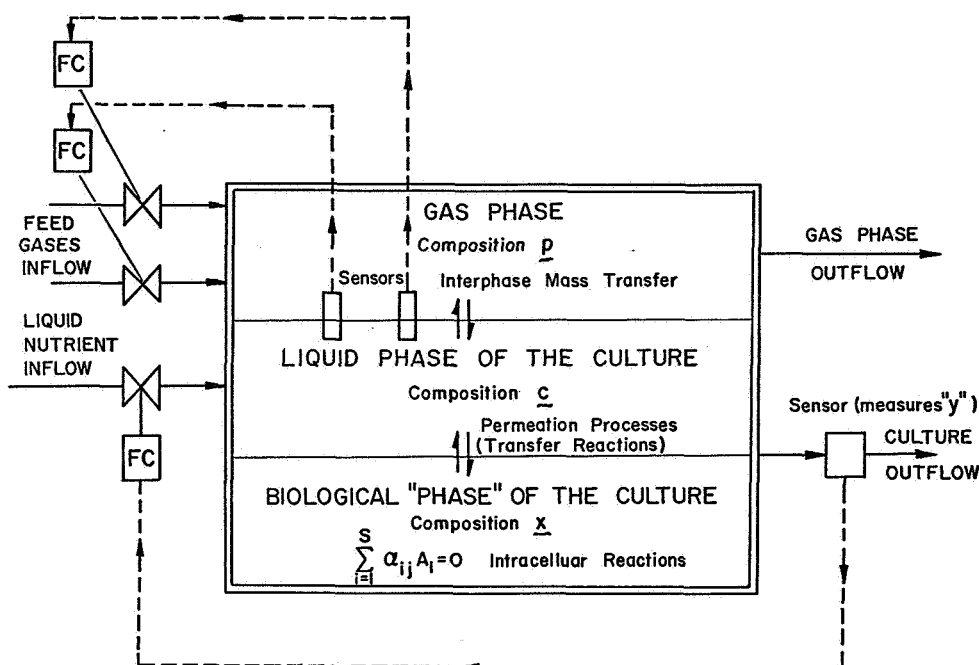 FC
FC
FEED
GASES
INFLOW
LIQUID
NUTRIENT
INFLOW
FC
GAS PHASE
Composition p
Sensors
Interphase Mass Transfer
LIQUID PHASE OF THE CULTURE
Composition c
Permeation Processes
(Transfer Reactions)
BIOLOGICAL "PHASE" OF THE CULTURE
Composition x
S
∑ αij Ai = 0 Intracelluar Reactions
i=1
GAS PHASE
OUTFLOW
Sensor (measures "y")
CULTURE
OUTFLOW